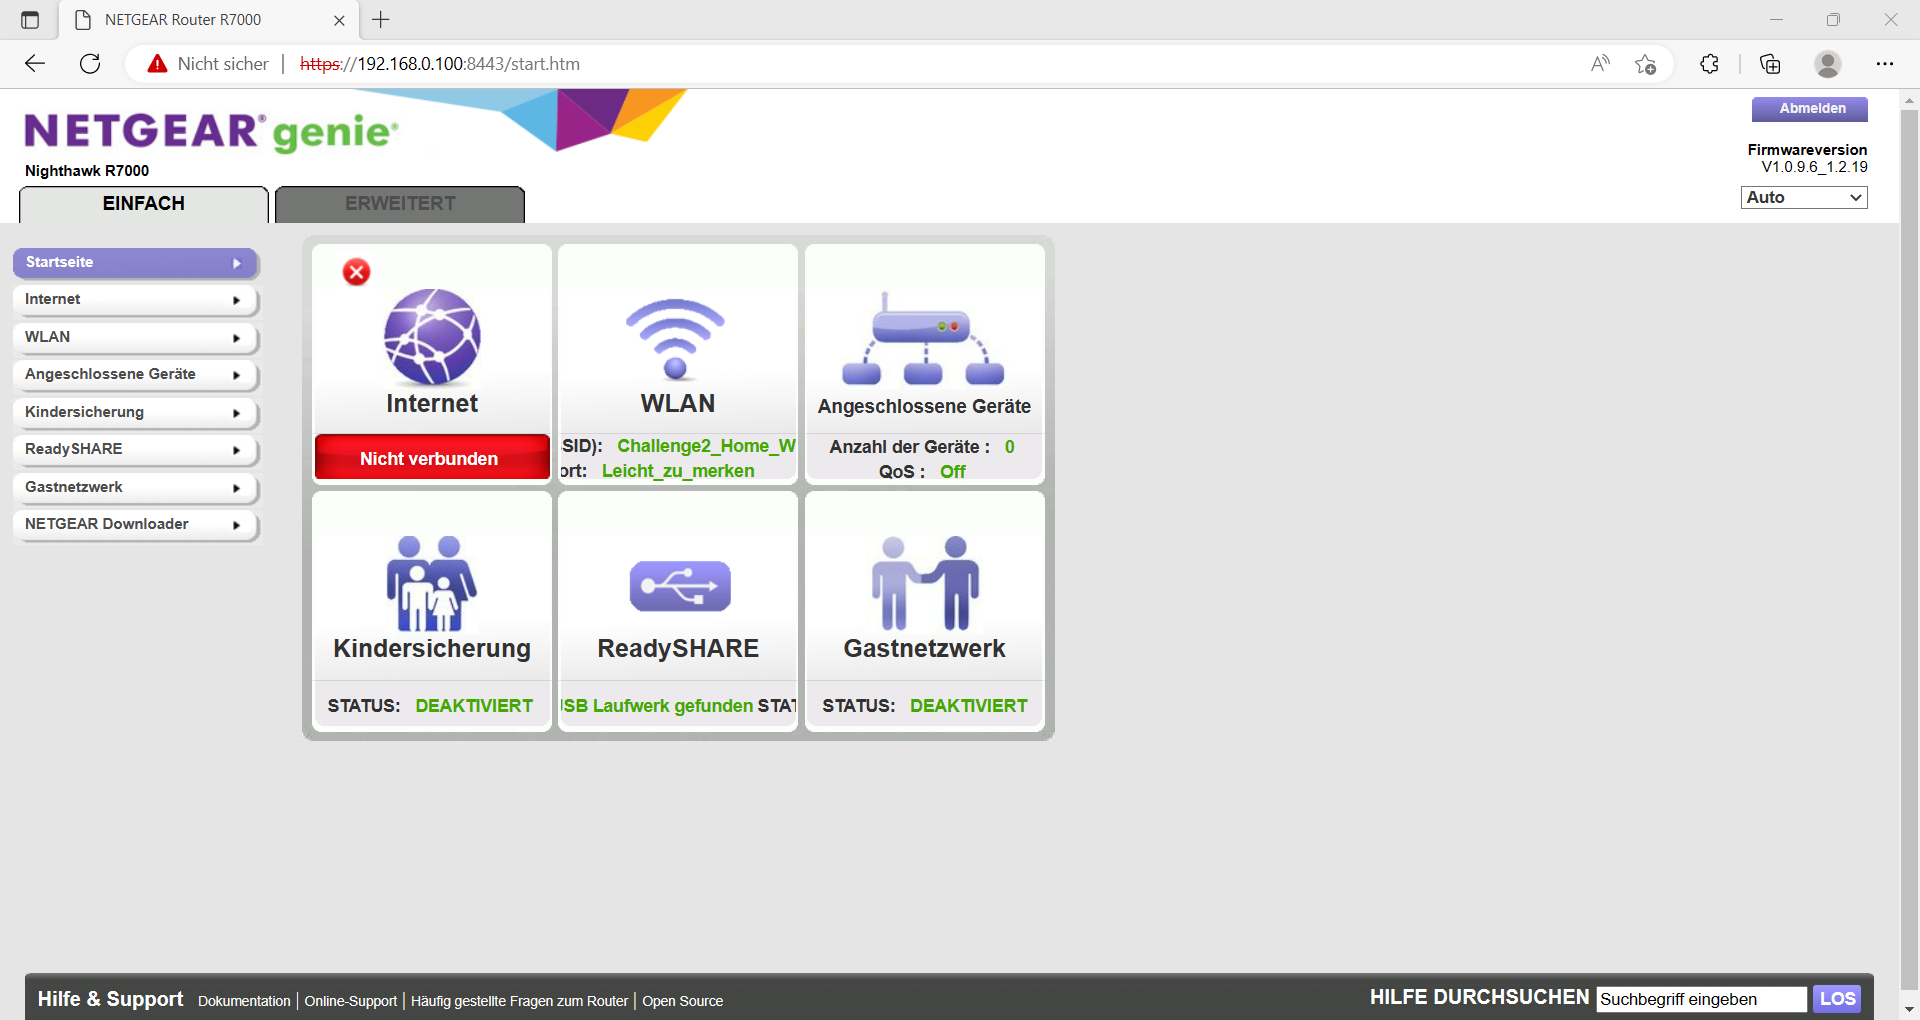 NETGEAR Router R7000
Nicht sicher | https://192.168.0.100:8443/start.htm
NETGEAR® genie®
Abmelden
Nighthawk R7000
Firmwareversion
V1.0.9.6_1.2.19
EINFACH
ERWEITERT
Auto
Startseite
Internet
WLAN
Angeschlossene Geräte
Kindersicherung
ReadySHARE
Gastnetzwerk
NETGEAR Downloader
Internet
Nicht verbunden
WLAN
SID): Challenge2_Home_W
ort: Leicht_zu_merken
Angeschlossene Geräte
Anzahl der Geräte : 0
QoS : Off
Kindersicherung
STATUS: DEAKTIVIERT
ReadySHARE
SB Laufwerk gefunden STAT
Gastnetzwerk
STATUS: DEAKTIVIERT
Hilfe & Support Dokumentation | Online-Support | Häufig gestellte Fragen zum Router | Open Source
HILFE DURCHSUCHEN Suchbegriff eingeben LOS